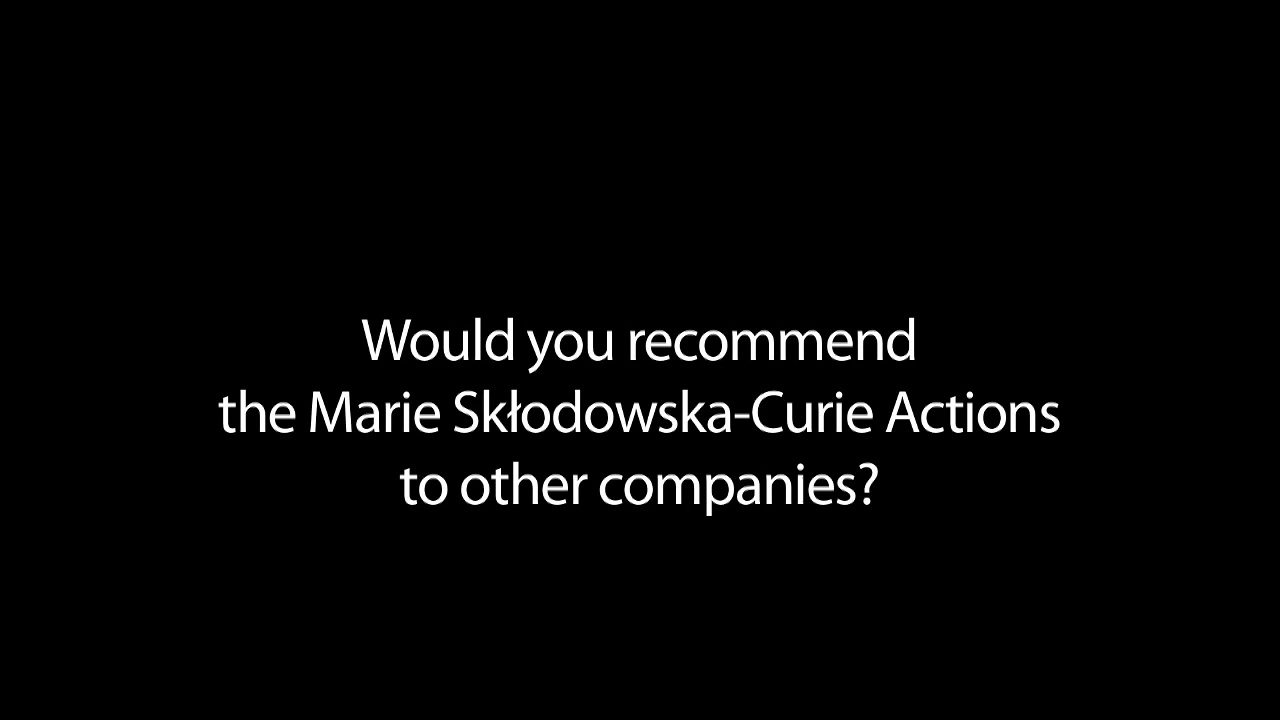 Would you recommend
the Marie Skłodowska-Curie Actions
to other companies?